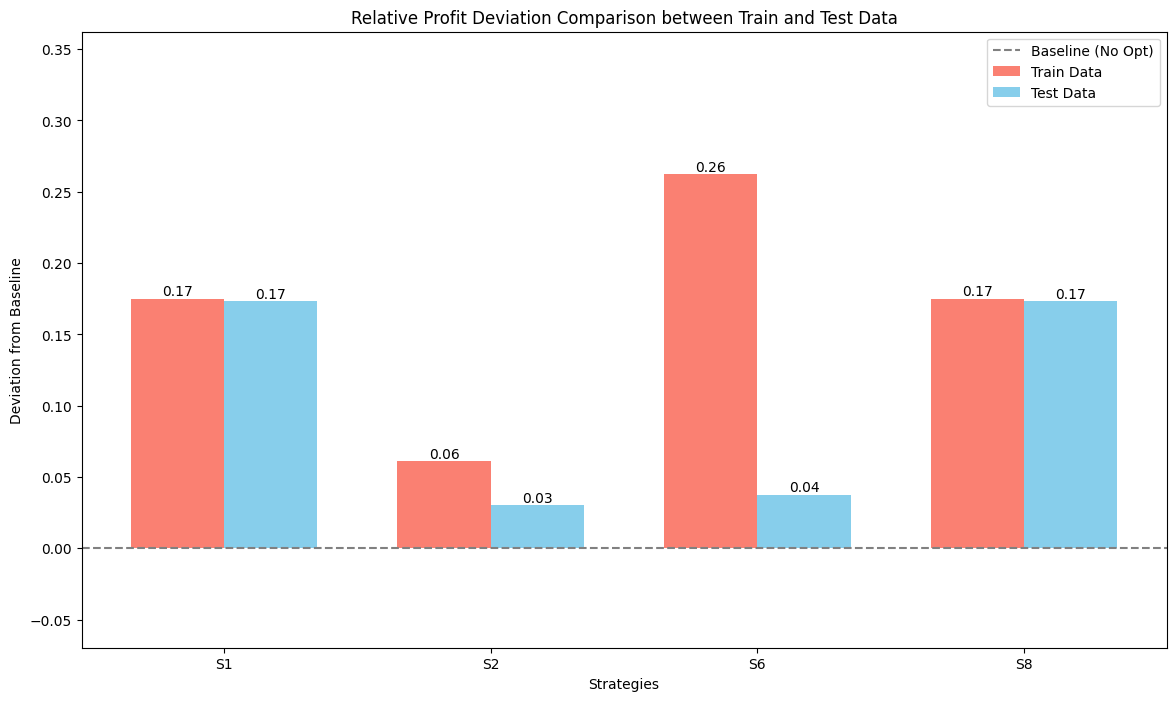 Relative Profit Deviation Comparison between Train and Test Data
Baseline (No Opt)
Train Data
Test Data
Deviation from Baseline
0.35
0.30
0.25
0.20
0.15
0.10
0.05
0.00
−0.05
0.17
0.17
0.06
0.03
0.26
0.04
0.17
0.17
S1
S2
S6
S8
Strategies